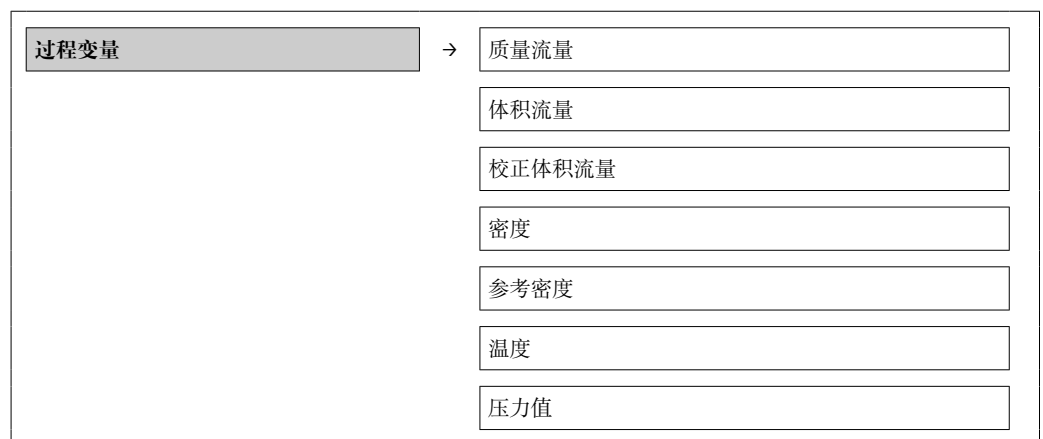 过程变量 → 质量流量
体积流量
校正体积流量
密度
参考密度
温度
压力值